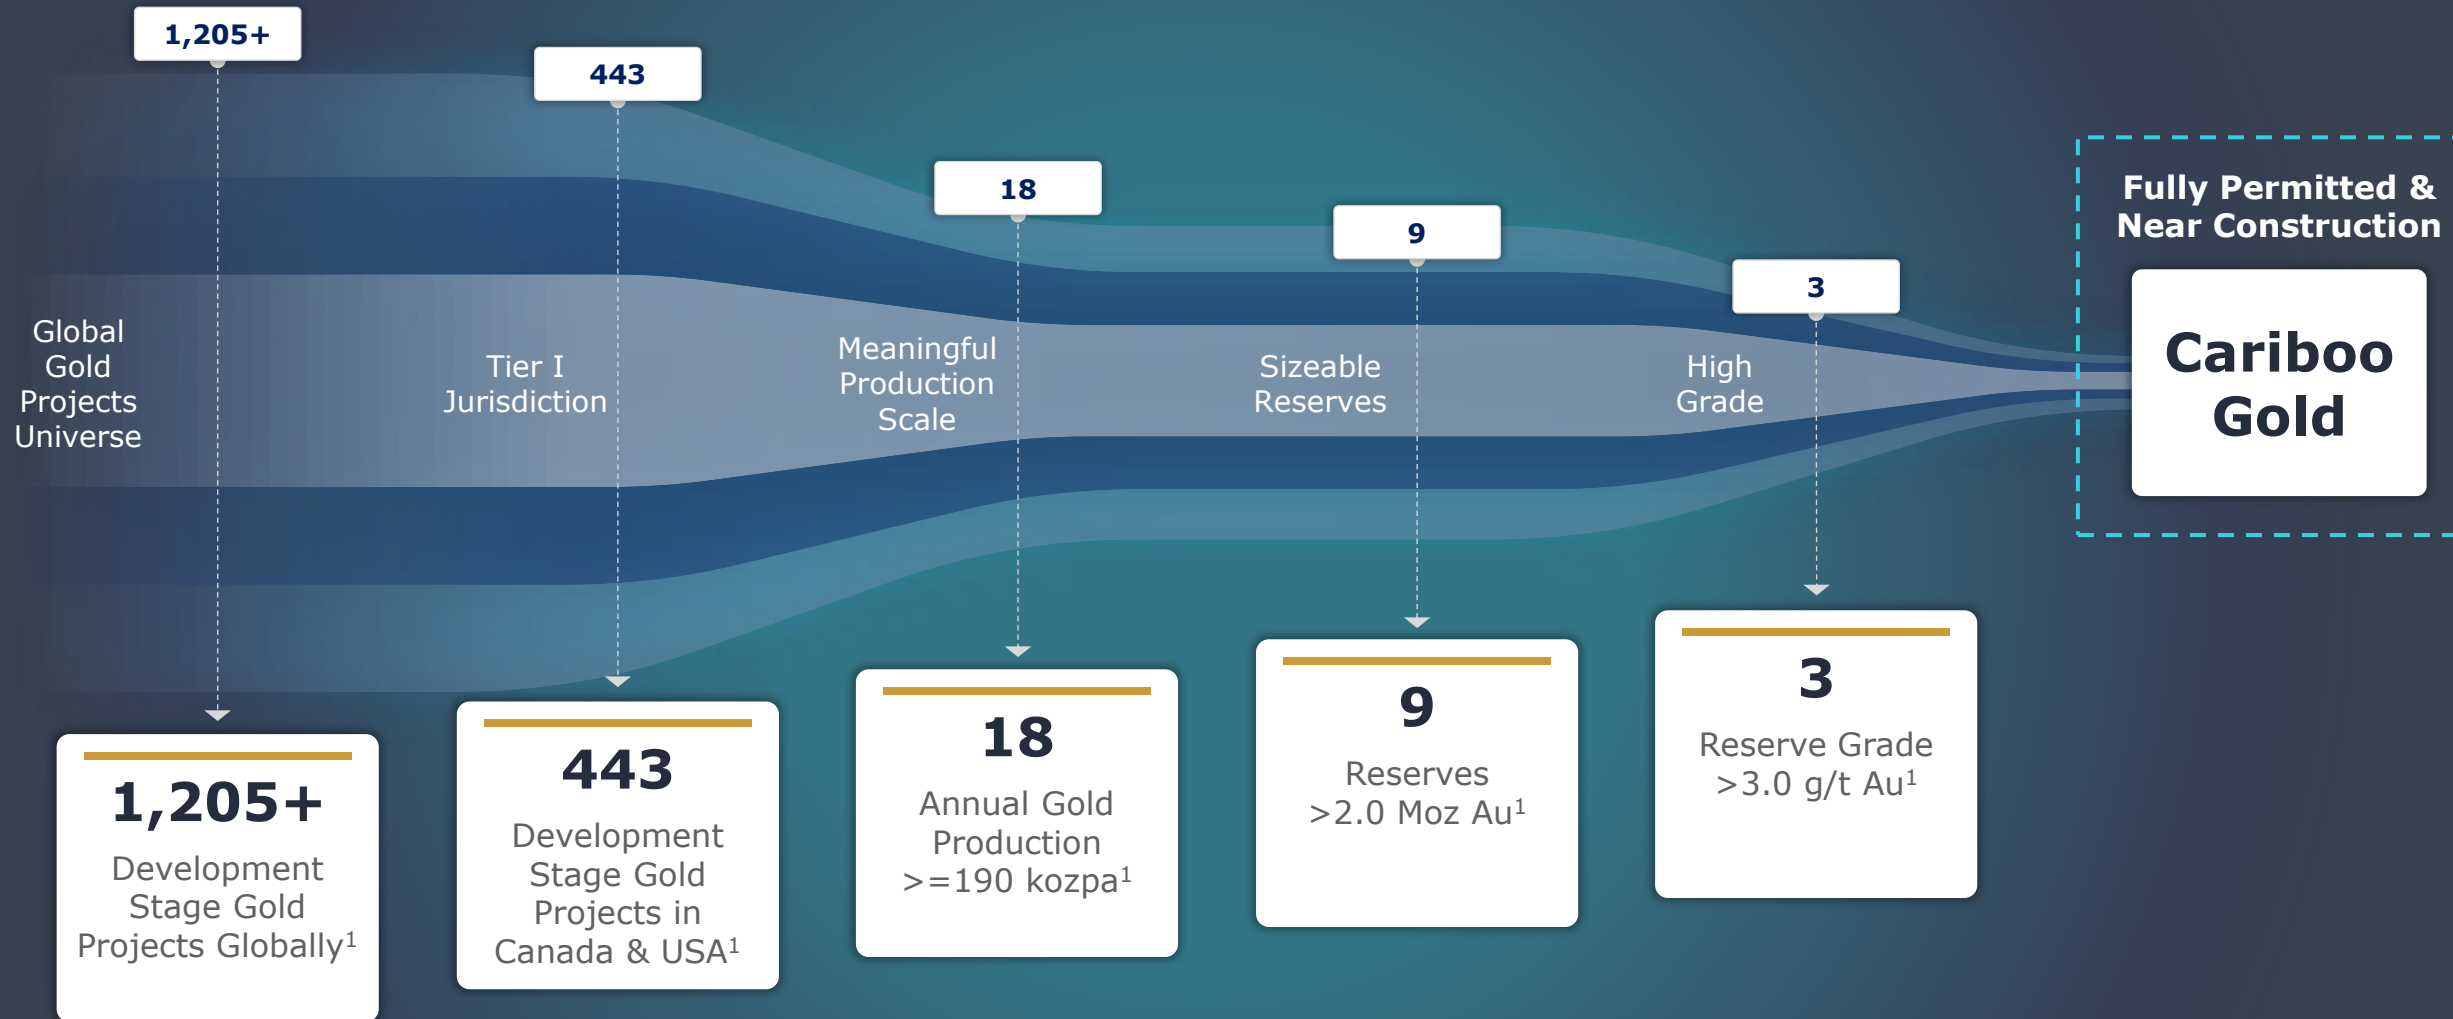 1,205+
443
18
9
3
Fully Permitted &
Near Construction
Cariboo
Gold
Global
Gold
Projects
Universe
Tier I
Jurisdiction
Meaningful
Production
Scale
Sizeable
Reserves
High
Grade
1,205+
Development
Stage Gold
Projects Globally¹
443
Development
Stage Gold
Projects in
Canada & USA¹
18
Annual Gold
Production
>=190 kozpa¹
9
Reserves
>2.0 Moz Au¹
3
Reserve Grade
>3.0 g/t Au¹